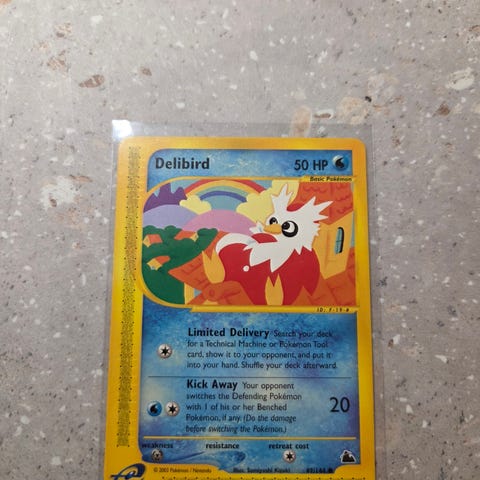 Delibird 50 HP
Basic Pokémon
Limited Delivery Search your deck
for a Technical Machine or Pokémon Tool
card, show it to your opponent, and put it
into your hand. Shuffle your deck afterward.
Kick Away Your opponent
switches the Defending Pokémon
with 1 of his or her Benched
Pokémon, if any. (Do the damage
before switching the Pokémon.)
20
weakness resistance retreat cost
© 2003 Pokémon / Nintendo Illus. Sumiyoshi Kizuki